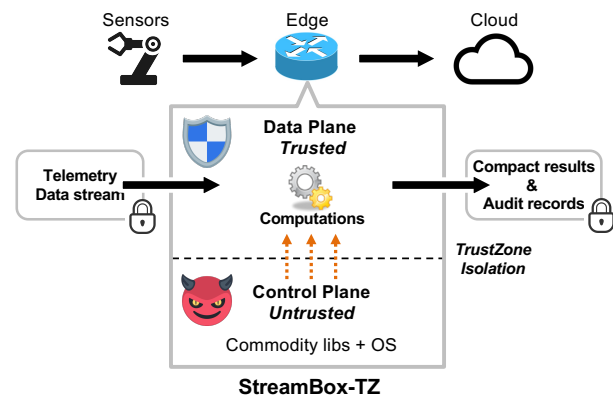 Sensors
Edge
Cloud
Data Plane
Trusted
Telemetry
Data stream
Computations
Compact results
&
Audit records
TrustZone
Isolation
Control Plane
Untrusted
Commodity libs + OS
StreamBox-TZ